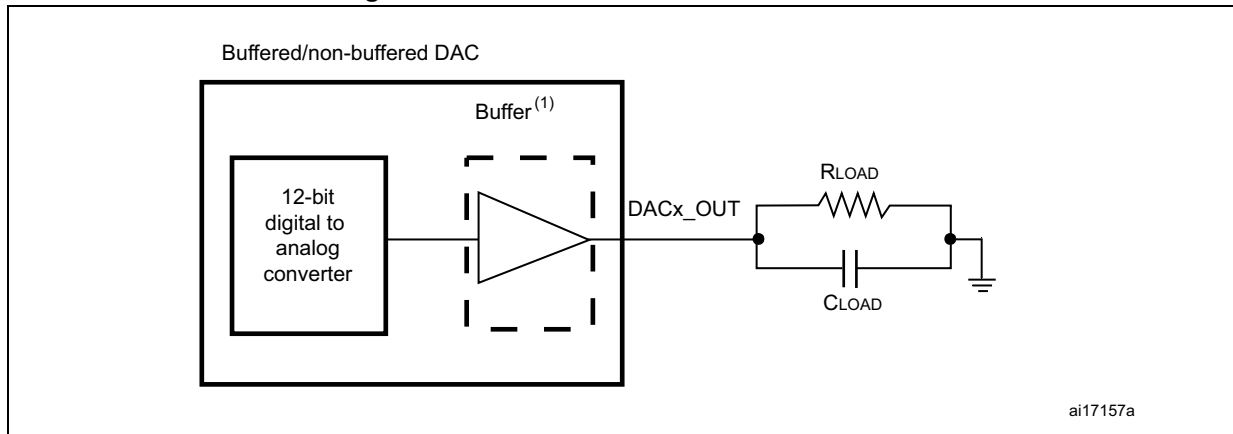 Buffered/non-buffered DAC
Buffer(1)
12-bit
digital to
analog
converter
DACx_OUT
RLOAD
CLOAD
ai17157a